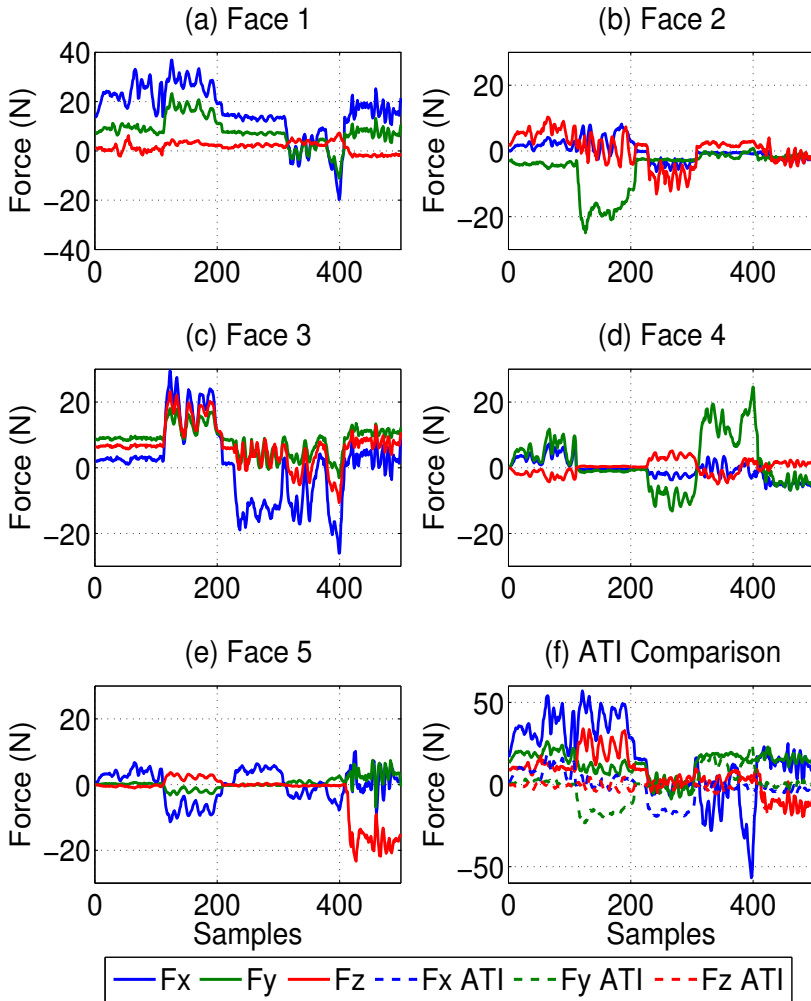 (a) Face 1
(b) Face 2
40
20
0
−20
−40
Force (N)
0 200 400
20
0
−20
Force (N)
0 200 400
(c) Face 3
(d) Face 4
20
0
−20
Force (N)
0 200 400
20
0
−20
Force (N)
0 200 400
(e) Face 5
(f) ATI Comparison
20
0
−20
Force (N)
0 200 400
50
0
−50
Force (N)
0 200 400
Samples
Samples
Fx Fy Fz Fx ATI Fy ATI Fz ATI